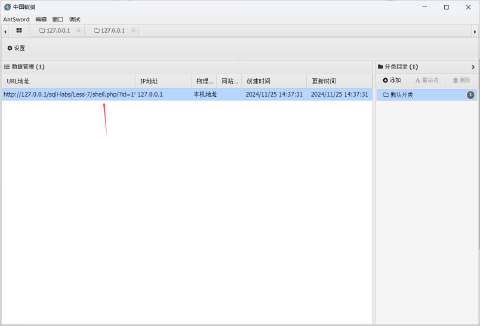 中国蚁剑
AntSword 编辑 窗口 调试
127.0.0.1 127.0.0.1
设置
数据管理 (1)
URL地址 IP地址 物理... 网站... 创建时间 更新时间
http://127.0.0.1/sqli-labs/Less-7/shell.php/?id=1' 127.0.0.1 本机地址 2024/11/25 14:37:31 2024/11/25 14:37:31
分类目录 (1)
添加 重命名 删除
默认分类 1